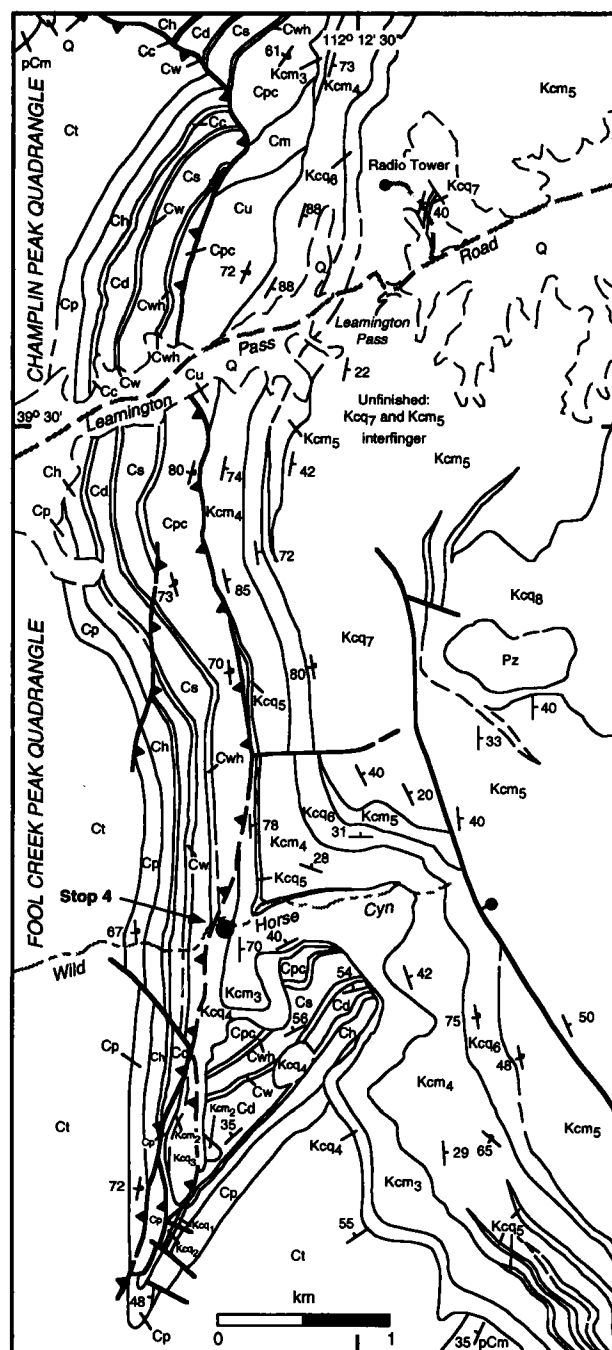 Ch
Cwh
112° 12' 30"
Q
Cd
Cs
pCm
Cc
61
73
Cw
Kcm3
Kcm4
Cpc
Kcm5
Ct
Cc
Cm
Radio Tower
Cs
Kcq6
Kcq7
Cu
40
Ch
Cw
88
Road
Q
Cpc
Q
72
Cd
88
Cp
Cwh
Leamington
Pass
Pass
CHAMPLIN PEAK QUADRANGLE
Cwh
Cw
Q
Cc
Cu
22
39° 30'
Leamington
Unfinished:
Kcq7 and Kcm5
interfinger
Kcm5
Ch
Cs
80
74
42
Kcm5
Cd
Kcm4
Cp
Cpc
72
73
85
Kcq8
Kcq7
Pz
Cp
70
80
Cs
Kcq5
40
33
FOOL CREEK PEAK QUADRANGLE
Ch
Cwh
Kcm5
40
20
Ct
Kcq6
Kcm5
40
78
31
Cp
Kcm4
Cw
28
Kcq5
Stop 4
Horse
Cyn
67
40
Wild
70
Cpc
54
42
Kcm3
50
Kcq4
Cs
Cd
75
56
Cp
Cpc
Ch
Kcq6
Ch
Cc
Cwh
48
Kcq4
Kcm4
Cw
Kcm2
Kcm2
Cd
Kcm5
Ct
35
Kcq4
Cp
Kcq3
29
65
Kcm3
72
Cp
Cp
Kcq1
Kcq5
Kcq2
55
Ct
48
km
Cp
0
1
35
pCm